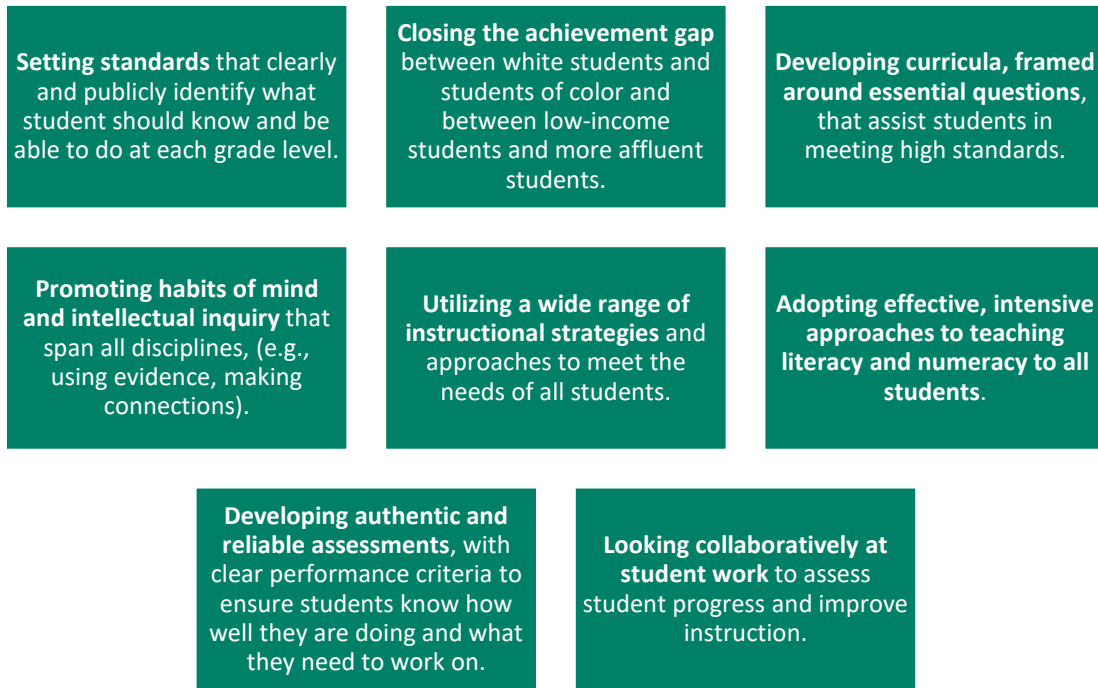 Setting standards that clearly
and publicly identify what
student should know and be
able to do at each grade level.
Closing the achievement gap
between white students and
students of color and
between low-income
students and more affluent
students.
Developing curricula, framed
around essential questions,
that assist students in
meeting high standards.
Promoting habits of mind
and intellectual inquiry that
span all disciplines, (e.g.,
using evidence, making
connections).
Utilizing a wide range of
instructional strategies and
approaches to meet the
needs of all students.
Adopting effective, intensive
approaches to teaching
literacy and numeracy to all
students.
Developing authentic and
reliable assessments, with
clear performance criteria to
ensure students know how
well they are doing and what
they need to work on.
Looking collaboratively at
student work to assess
student progress and improve
instruction.